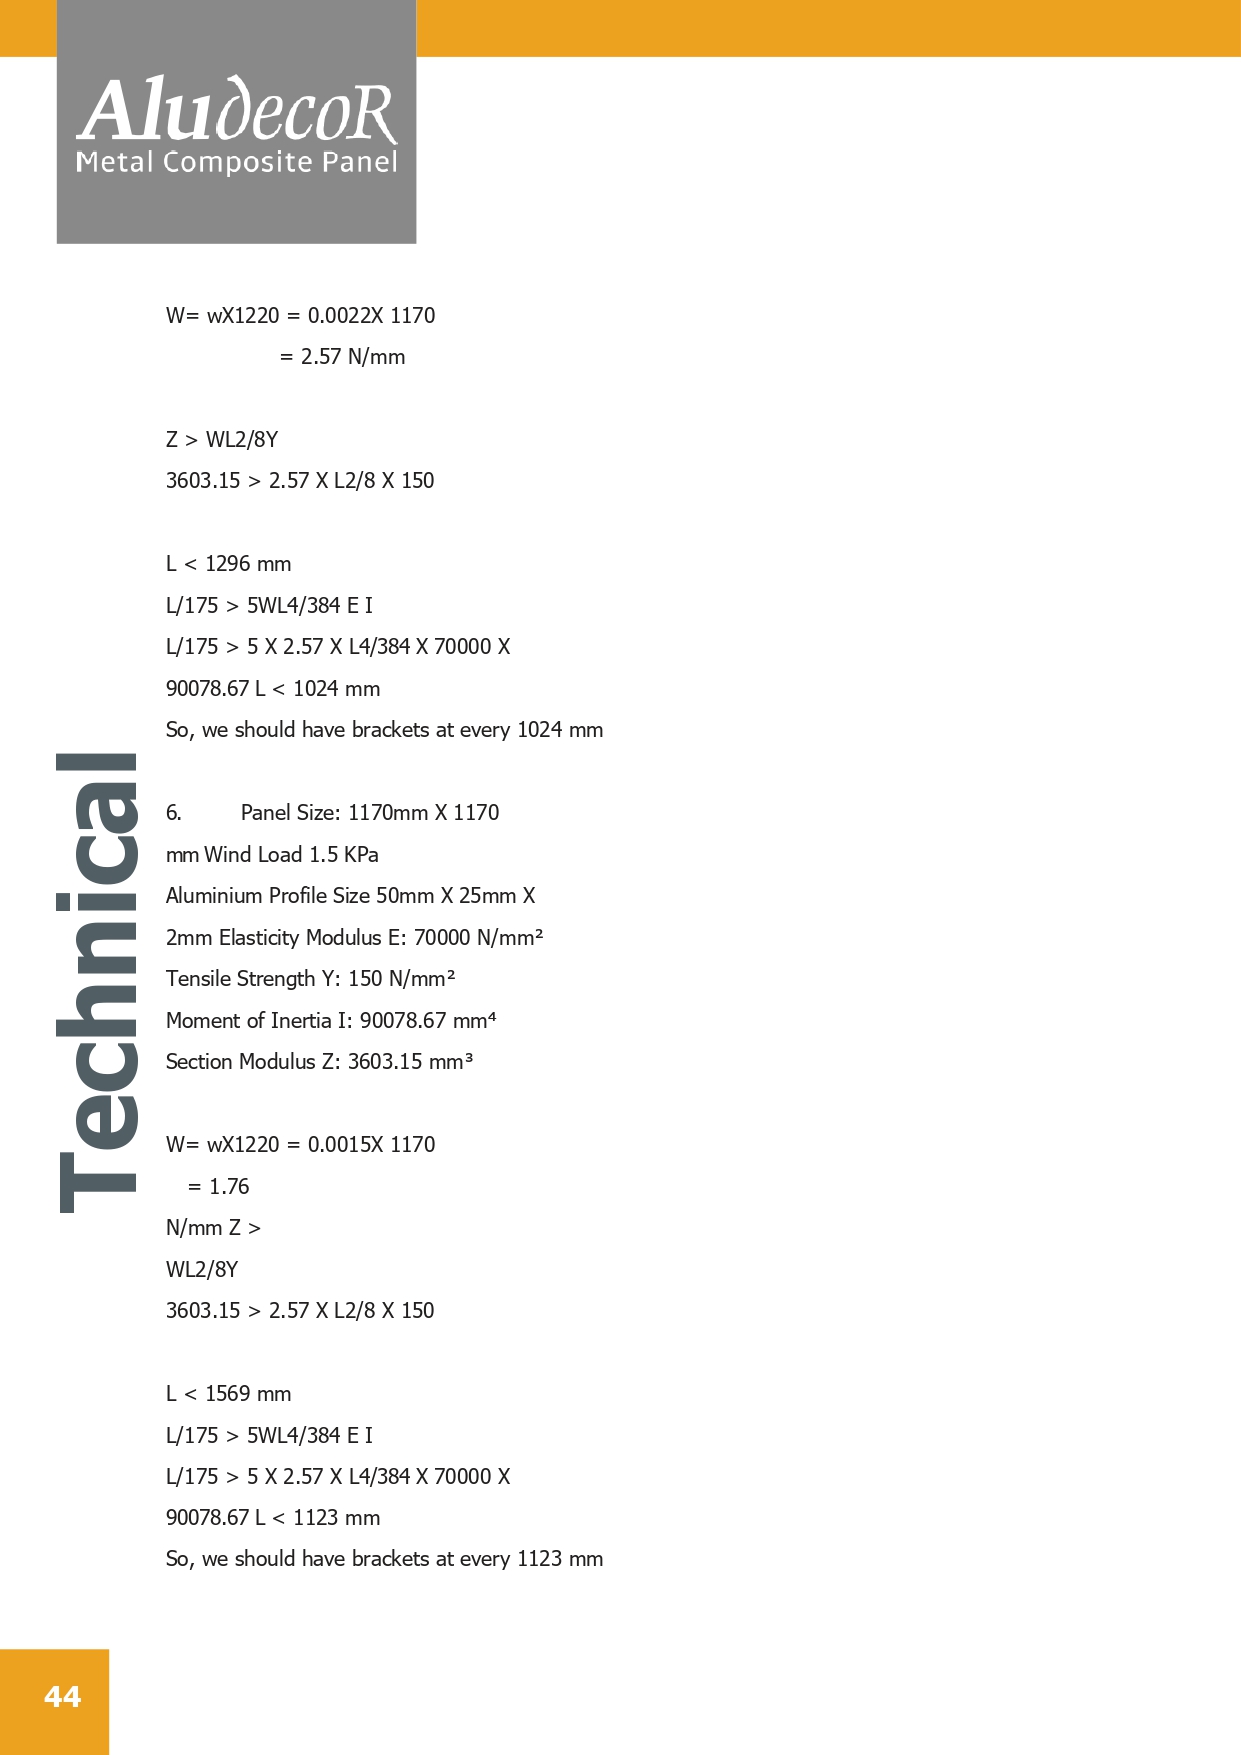 AludecoR
Metal Composite Panel
W= wX1220 = 0.0022X 1170
= 2.57 N/mm
Z > WL2/8Y
3603.15 > 2.57 X L2/8 X 150
L < 1296 mm
L/175 > 5WL4/384 E I
L/175 > 5 X 2.57 X L4/384 X 70000 X
90078.67 L < 1024 mm
So, we should have brackets at every 1024 mm
6. Panel Size: 1170mm X 1170
mm Wind Load 1.5 KPa
Aluminium Profile Size 50mm X 25mm X
2mm Elasticity Modulus E: 70000 N/mm²
Tensile Strength Y: 150 N/mm²
Moment of Inertia I: 90078.67 mm⁴
Section Modulus Z: 3603.15 mm³
W= wX1220 = 0.0015X 1170
= 1.76
N/mm Z >
WL2/8Y
3603.15 > 2.57 X L2/8 X 150
L < 1569 mm
L/175 > 5WL4/384 E I
L/175 > 5 X 2.57 X L4/384 X 70000 X
90078.67 L < 1123 mm
So, we should have brackets at every 1123 mm
Technical
44